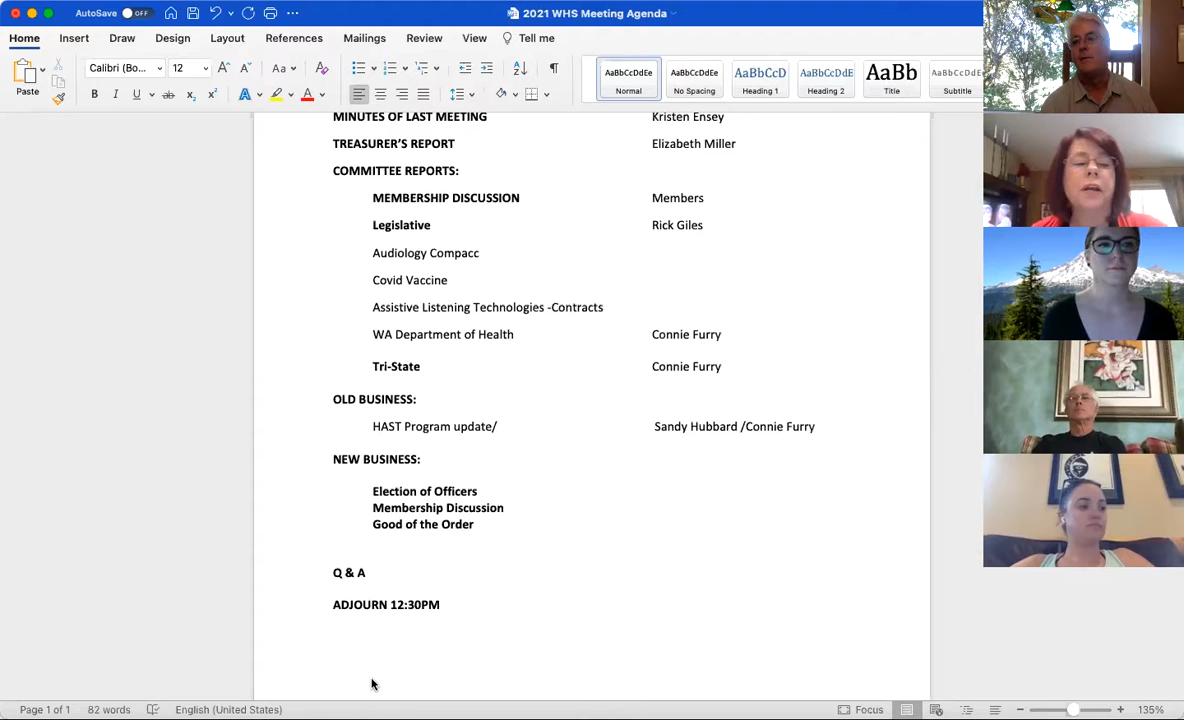 AutoSave OFF 2021 WHS Meeting Agenda
Home Insert Draw Design Layout References Mailings Review View Tell me
Paste Calibri (Bo... 12 Aa
B I U ab x2 x2 A A
AaBbCcDdEe AaBbCcDdEe AaBbCcD AaBbCcDdE AaBb AaBbCcDdEe
Normal No Spacing Heading 1 Heading 2 Title Subtitle
MINUTES OF LAST MEETING Kristen Ensey
TREASURER'S REPORT Elizabeth Miller
COMMITTEE REPORTS:
MEMBERSHIP DISCUSSION Members
Legislative Rick Giles
Audiology Compacc
Covid Vaccine
Assistive Listening Technologies -Contracts
WA Department of Health Connie Furry
Tri-State Connie Furry
OLD BUSINESS:
HAST Program update/ Sandy Hubbard /Connie Furry
NEW BUSINESS:
Election of Officers
Membership Discussion
Good of the Order
Q & A
ADJOURN 12:30PM
Page 1 of 1 82 words English (United States) Focus 135%